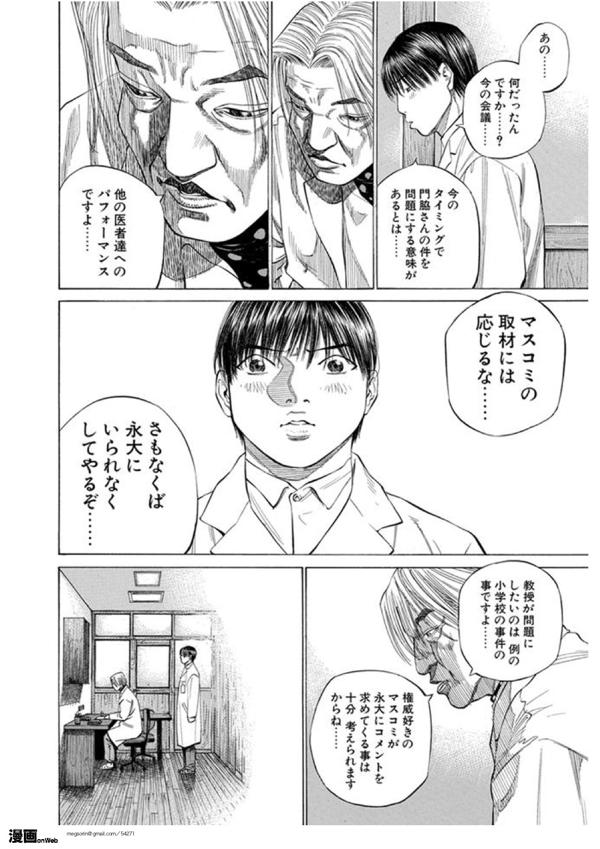 あの……
何だったん
ですか……？
今の会議……
今の
タイミングで
門脇さんの件を
問題にする意味が
あるとは……
他の医者達への
パフォーマンス
ですよ……
マスコミの
取材には
応じるな……
さもなくば
永大に
いられなく
してやるぞ……
教授が問題に
したいのは 例の
小学校の事件の
事ですよ……
権威好きの
マスコミが
永大にコメントを
求めてくる事は
十分 考えられます
からね……
漫画 on Web
megaorin@gmail.com / 54271